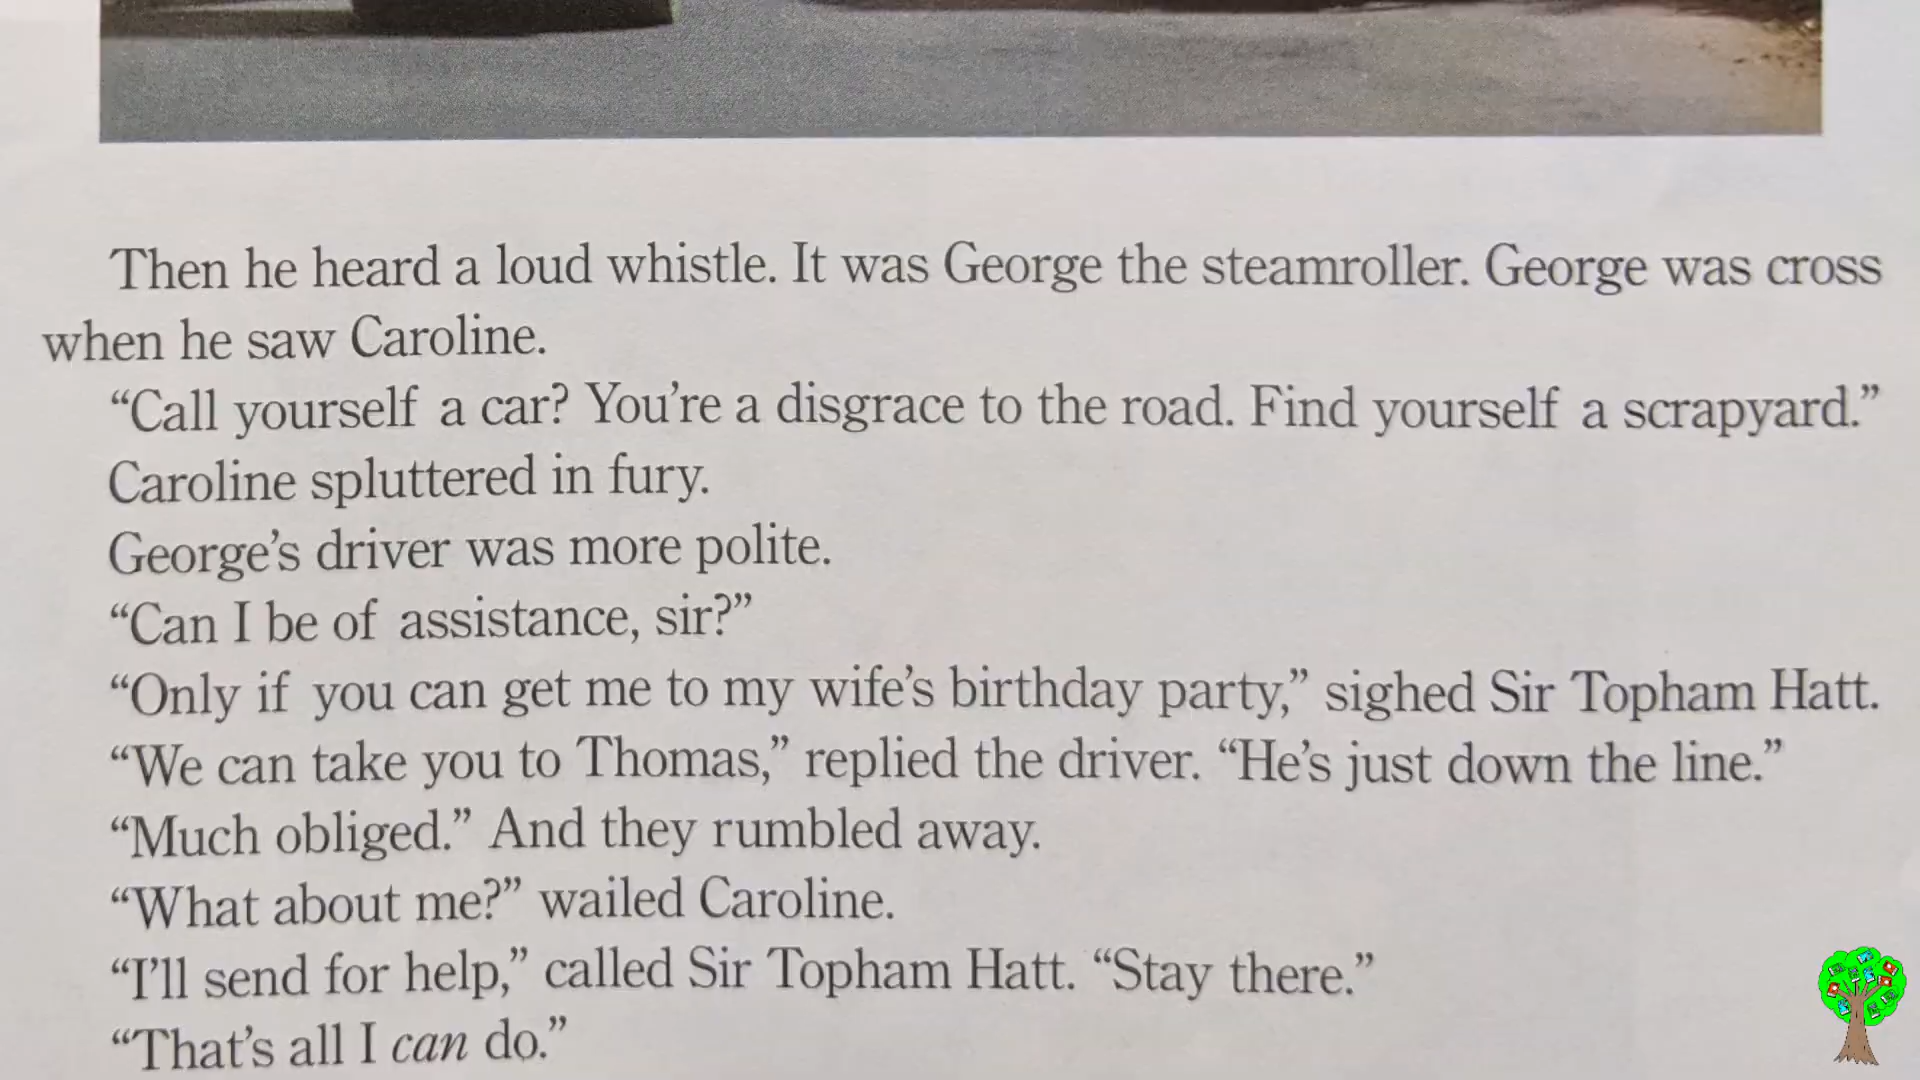 Then he heard a loud whistle. It was George the steamroller. George was cross
when he saw Caroline.
“Call yourself a car? You’re a disgrace to the road. Find yourself a scrapyard.”
Caroline spluttered in fury.
George’s driver was more polite.
“Can I be of assistance, sir?”
“Only if you can get me to my wife’s birthday party,” sighed Sir Topham Hatt.
“We can take you to Thomas,” replied the driver. “He’s just down the line.”
“Much obliged.” And they rumbled away.
“What about me?” wailed Caroline.
“I’ll send for help,” called Sir Topham Hatt. “Stay there.”
“That’s all I can do.”